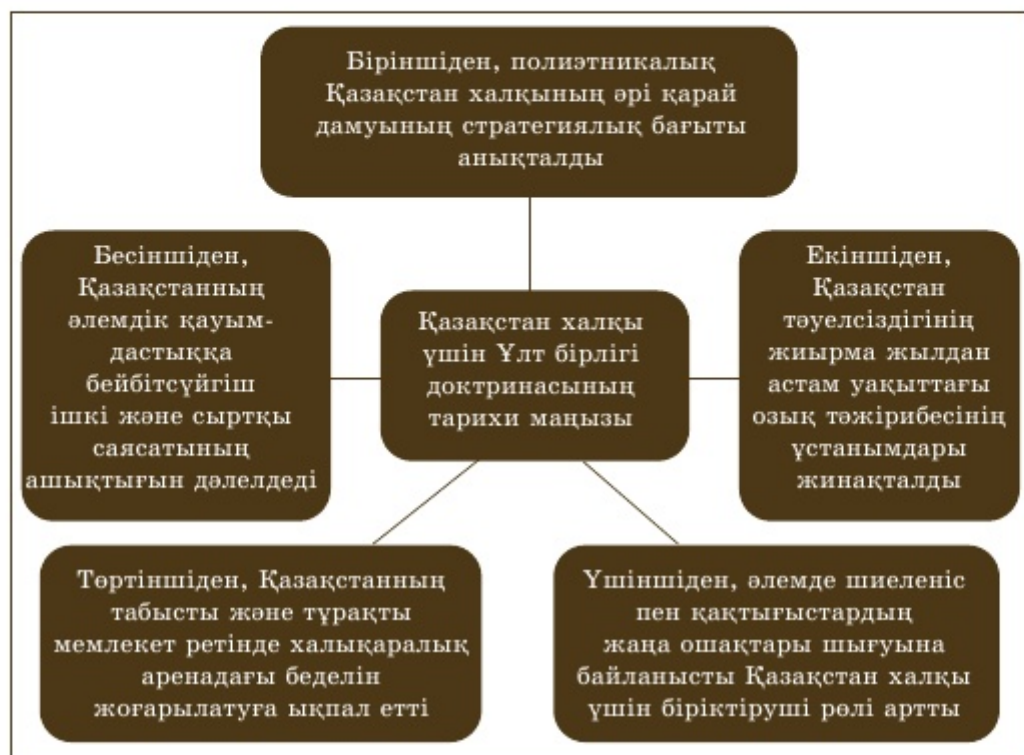 Біріншіден, полиэтникалық
Қазақстан халқының әрі қарай
дамуының стратегиялық бағыты
анықталды
Бесіншіден,
Қазақстанның
әлемдік қауым-
дастыққа
бейбітсүйгіш
ішкі және сыртқы
саясатының
ашықтығын дәлелдеді
Қазақстан халқы
үшін Ұлт бірлігі
доктринасының
тарихи маңызы
Екіншіден,
Қазақстан
тәуелсіздігінің
жиырма жылдан
астам уақыттағы
озық тәжірибесінің
ұстанымдары
жинақталды
Төртіншіден, Қазақстанның
табысты және тұрақты
мемлекет ретінде халықаралық
аренадағы беделін
жоғарылатуға ықпал етті
Үшіншіден, әлемде шиеленіс
пен қақтығыстардың
жаңа ошақтары шығуына
байланысты Қазақстан халқы
үшін біріктіруші рөлі артты